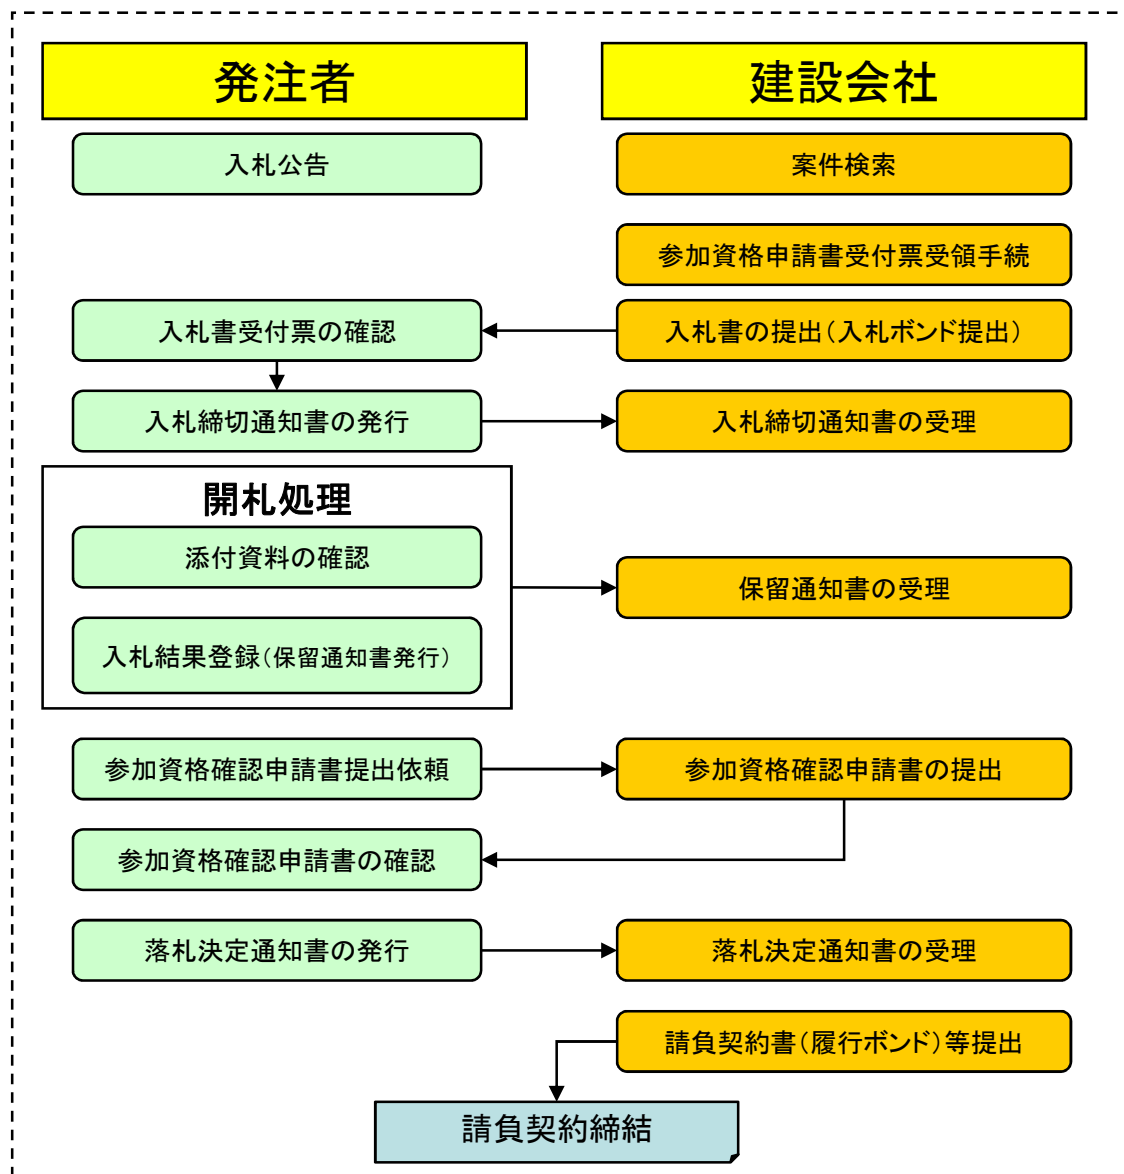 発注者
建設会社
入札公告
案件検索
参加資格申請書受付票受領手続
入札書受付票の確認
入札書の提出（入札ボンド提出）
入札締切通知書の発行
入札締切通知書の受理
開札処理
添付資料の確認
保留通知書の受理
入札結果登録（保留通知書発行）
参加資格確認申請書提出依頼
参加資格確認申請書の提出
参加資格確認申請書の確認
落札決定通知書の発行
落札決定通知書の受理
請負契約書（履行ボンド）等提出
請負契約締結